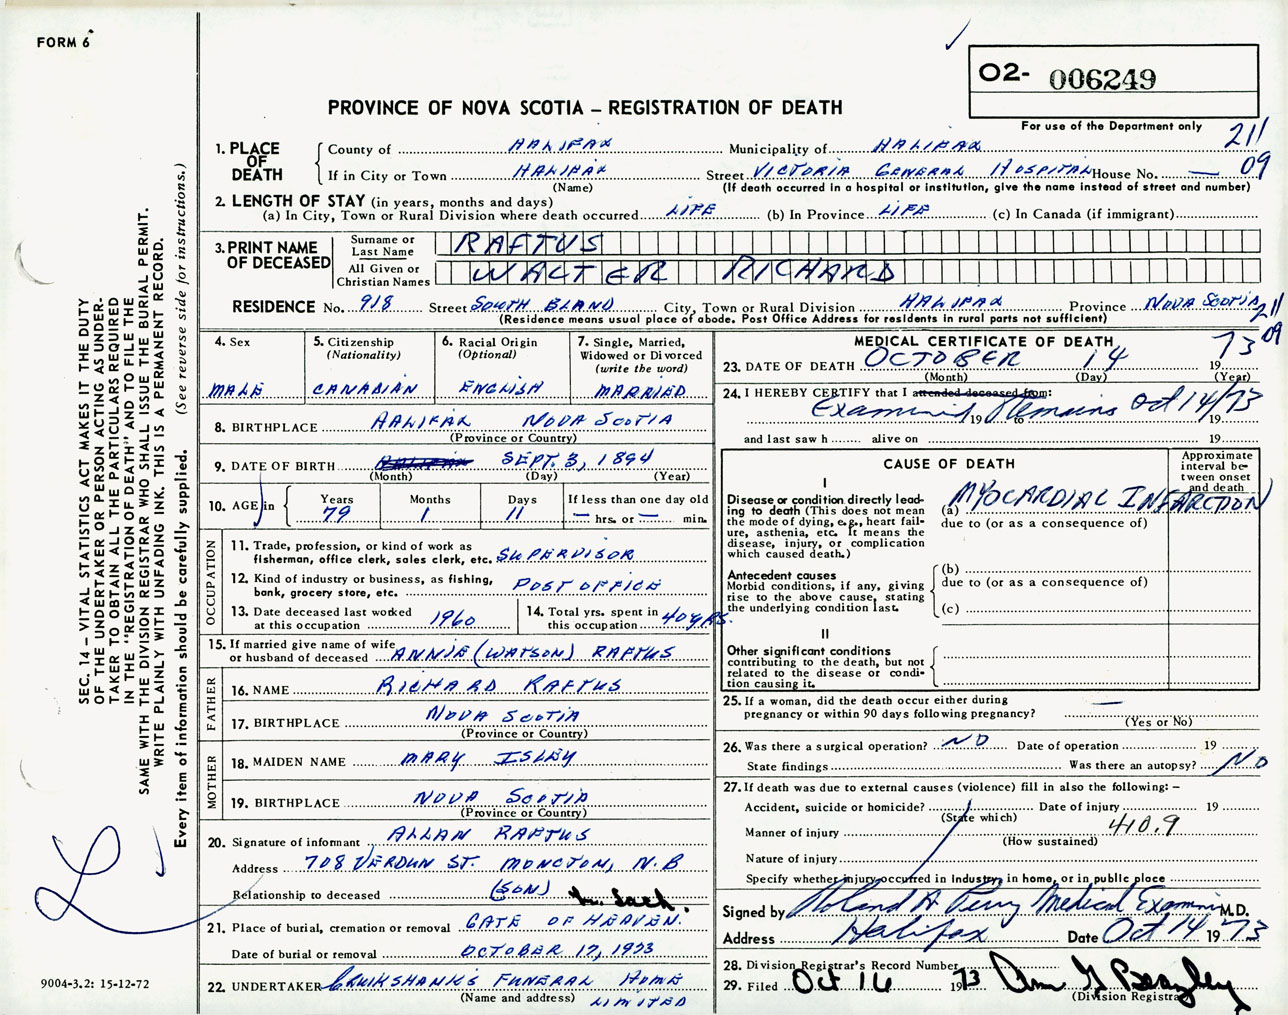 FORM 6
O2- 006249
For use of the Department only
PROVINCE OF NOVA SCOTIA – REGISTRATION OF DEATH
211
09
1. PLACE OF DEATH
County of HALIFAX Municipality of HALIFAX
If in City or Town HALIFAX Street VICTORIA GENERAL HOSPITAL House No. —
(Name) (If death occurred in a hospital or institution, give the name instead of street and number)
2. LENGTH OF STAY (in years, months and days)
(a) In City, Town or Rural Division where death occurred LIFE (b) In Province LIFE (c) In Canada (if immigrant)
3. PRINT NAME OF DECEASED
Surname or Last Name RAFTUS
All Given or Christian Names WALTER RICHARD
RESIDENCE No. 918 Street SOUTH BLAND City, Town or Rural Division HALIFAX Province NOVA SCOTIA
(Residence means usual place of abode. Post Office Address for residents in rural parts not sufficient)
211
09
4. Sex
MALE
5. Citizenship
(Nationality)
CANADIAN
6. Racial Origin
(Optional)
ENGLISH
7. Single, Married,
Widowed or Divorced
(write the word)
MARRIED
8. BIRTHPLACE HALIFAX NOVA SCOTIA
(Province or Country)
9. DATE OF BIRTH SEPT. 3, 1894
(Month) (Day) (Year)
10. AGE in
Years Months Days If less than one day old
79 1 11 — hrs. or — min.
OCCUPATION
11. Trade, profession, or kind of work as
fisherman, office clerk, sales clerk, etc. SUPERVISOR
12. Kind of industry or business, as fishing,
bank, grocery store, etc. POST OFFICE
13. Date deceased last worked
at this occupation 1960
14. Total yrs. spent in
this occupation 40 YRS.
15. If married give name of wife
or husband of deceased ANNIE (WATSON) RAFTUS
FATHER
16. NAME RICHARD RAFTUS
17. BIRTHPLACE NOVA SCOTIA
(Province or Country)
MOTHER
18. MAIDEN NAME MARY ISLEY
19. BIRTHPLACE NOVA SCOTIA
(Province or Country)
20. Signature of informant ALLAN RAFTUS
Address 708 VERDUN ST. MONCTON, N.B
Relationship to deceased (SON)
21. Place of burial, cremation or removal GATE OF HEAVEN.
Date of burial or removal OCTOBER 17, 1973
22. UNDERTAKER CRUIKSHANK'S FUNERAL HOME
(Name and address) LIMITED
MEDICAL CERTIFICATE OF DEATH
23. DATE OF DEATH OCTOBER 14 19 73
(Month) (Day) (Year)
24. I HEREBY CERTIFY that I attended deceased from:
Examined Remains Oct 14/73
19 to 19
and last saw h alive on 19
CAUSE OF DEATH
Approximate
interval be-
tween onset
and death
I
Disease or condition directly lead-
ing to death (This does not mean
the mode of dying, e.g., heart fail-
ure, asthenia, etc. It means the
disease, injury, or complication
which caused death.)
(a) MYOCARDIAL INFARCTION
due to (or as a consequence of)
Antecedent causes
Morbid conditions, if any, giving
rise to the above cause, stating
the underlying condition last.
(b)
due to (or as a consequence of)
(c)
II
Other significant conditions
contributing to the death, but not
related to the disease or condi-
tion causing it.
25. If a woman, did the death occur either during
pregnancy or within 90 days following pregnancy? —
(Yes or No)
26. Was there a surgical operation? NO Date of operation 19
State findings Was there an autopsy? NO
27. If death was due to external causes (violence) fill in also the following: –
Accident, suicide or homicide? Date of injury 19
(State which)
Manner of injury 410.9
(How sustained)
Nature of injury
Specify whether injury occurred in industry, in home, or in public place
Signed by Roland A Perry Medical Examiner M.D.
Address Halifax Date Oct 14 1973
28. Division Registrar's Record Number
29. Filed Oct 16 1973
(Division Registrar)
SEC. 14 – VITAL STATISTICS ACT MAKES IT THE DUTY
OF THE UNDERTAKER OR PERSON ACTING AS UNDER-
TAKER TO OBTAIN ALL THE PARTICULARS REQUIRED
IN THE "REGISTRATION OF DEATH" AND TO FILE THE
SAME WITH THE DIVISION REGISTRAR WHO SHALL ISSUE THE BURIAL PERMIT.
WRITE PLAINLY WITH UNFADING INK. THIS IS A PERMANENT RECORD.
Every item of information should be carefully supplied. (See reverse side for instructions.)
9004-3.2: 15-12-72